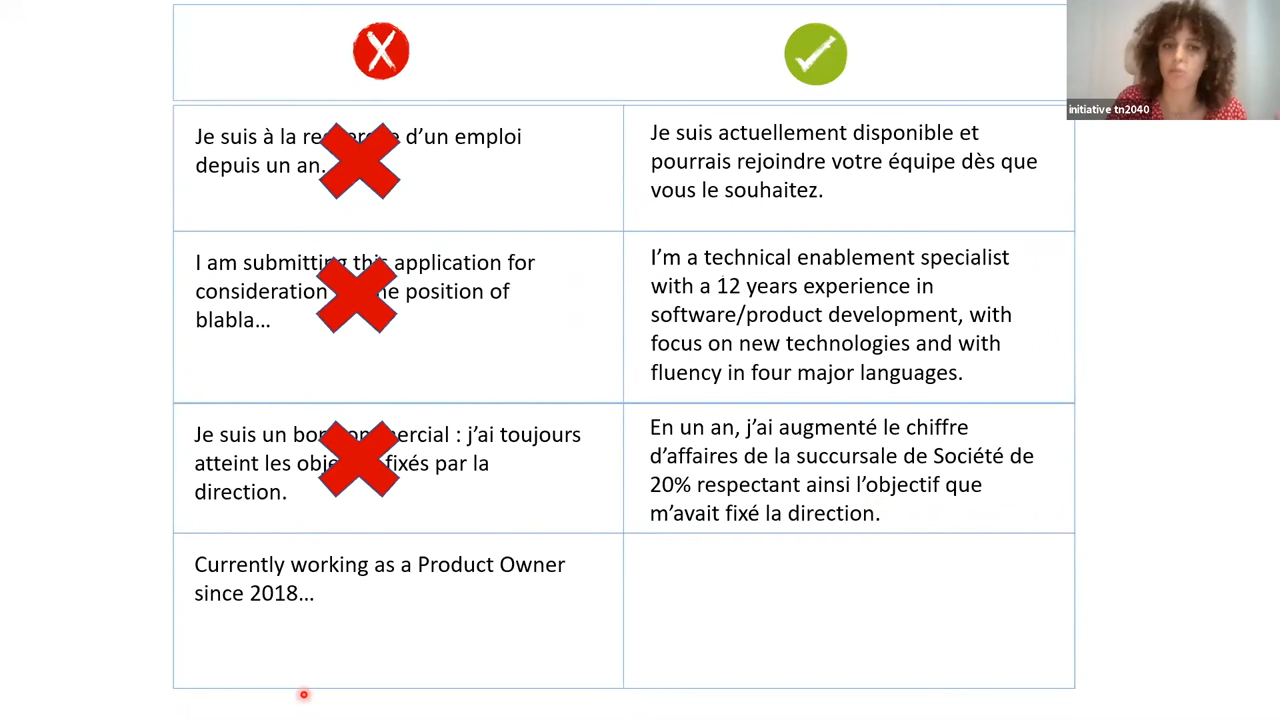 initiative tn2040
Je suis à la recherche d'un emploi
depuis un an.
Je suis actuellement disponible et
pourrais rejoindre votre équipe dès que
vous le souhaitez.
I am submitting this application for
consideration the position of
blabla…
I'm a technical enablement specialist
with a 12 years experience in
software/product development, with
focus on new technologies and with
fluency in four major languages.
Je suis un bon commercial : j'ai toujours
atteint les objectifs fixés par la
direction.
En un an, j'ai augmenté le chiffre
d'affaires de la succursale de Société de
20% respectant ainsi l'objectif que
m'avait fixé la direction.
Currently working as a Product Owner
since 2018…